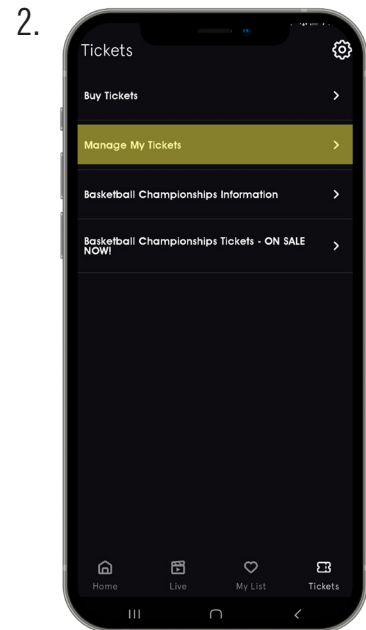 2.
Tickets
Buy Tickets
Manage My Tickets
Basketball Championships Information
Basketball Championships Tickets - ON SALE
NOW!
Home Live My List Tickets